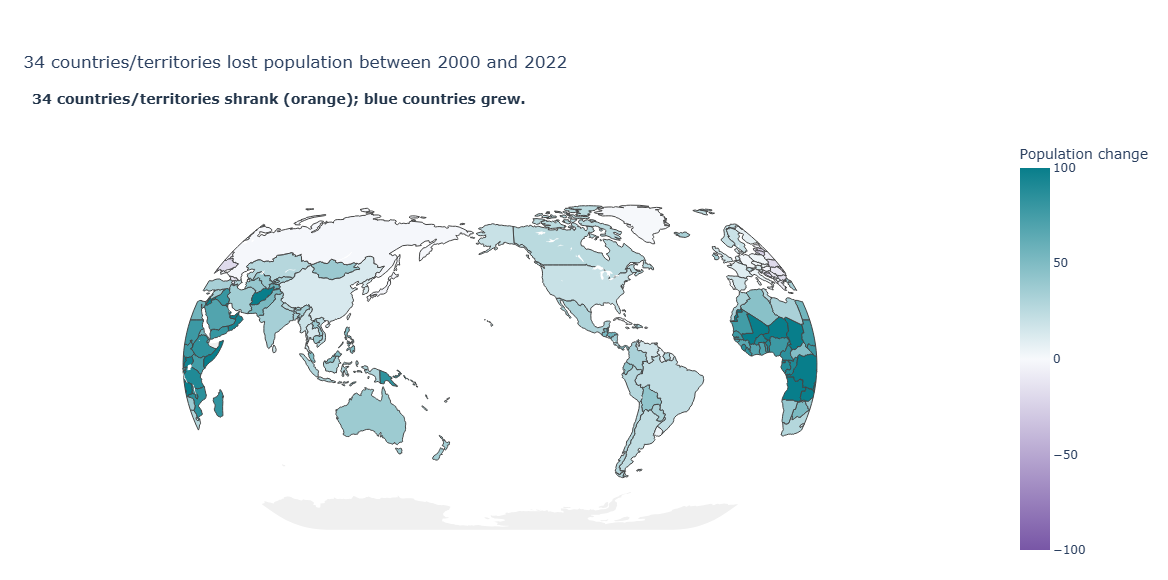 34 countries/territories lost population between 2000 and 2022
34 countries/territories shrank (orange); blue countries grew.
Population change
100
50
0
−50
−100